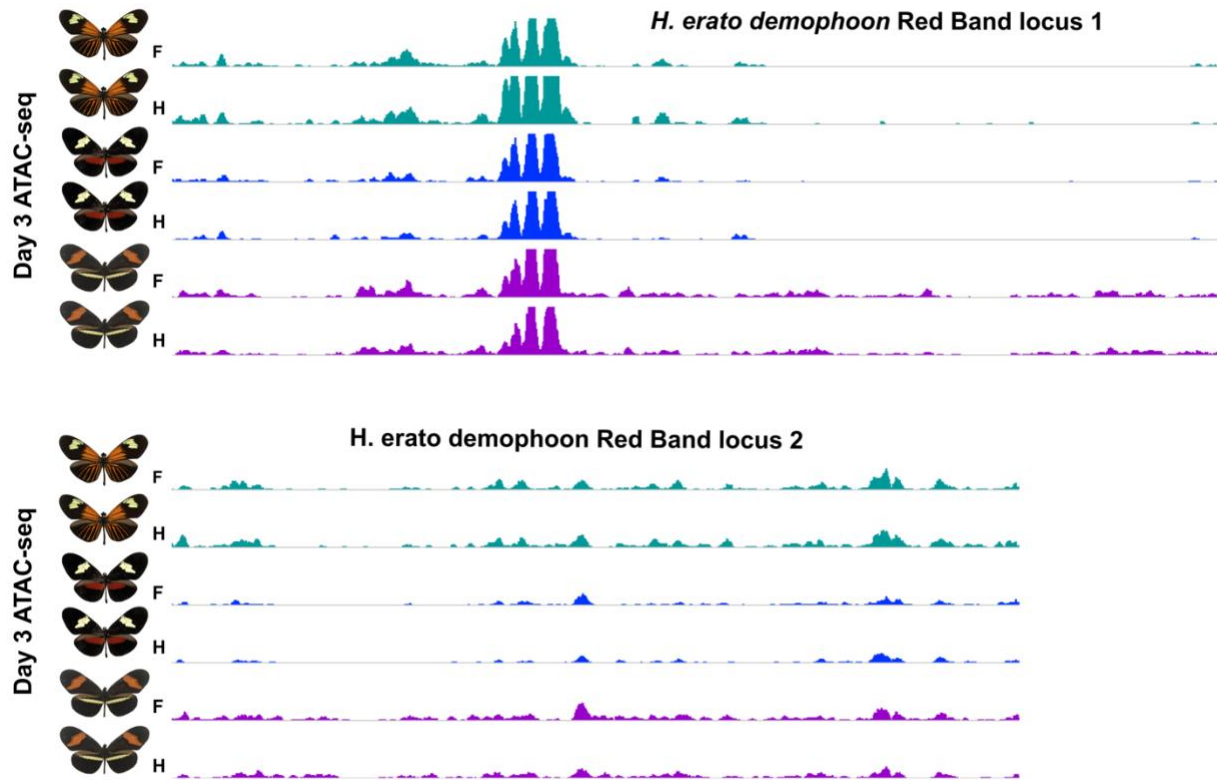 H. erato demophoon Red Band locus 1
Day 3 ATAC-seq
F
H
F
H
F
H
H. erato demophoon Red Band locus 2
Day 3 ATAC-seq
F
H
F
H
F
H